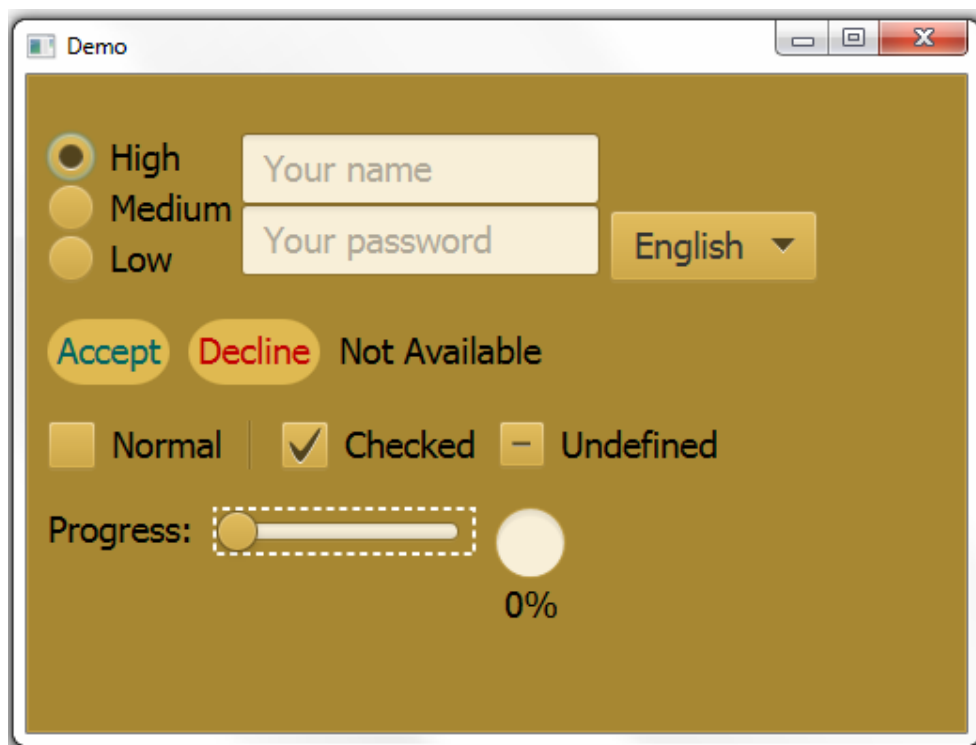 Demo
High
Your name
Medium
Your password
English
Low
Accept Decline Not Available
Normal Checked Undefined
Progress:
0%